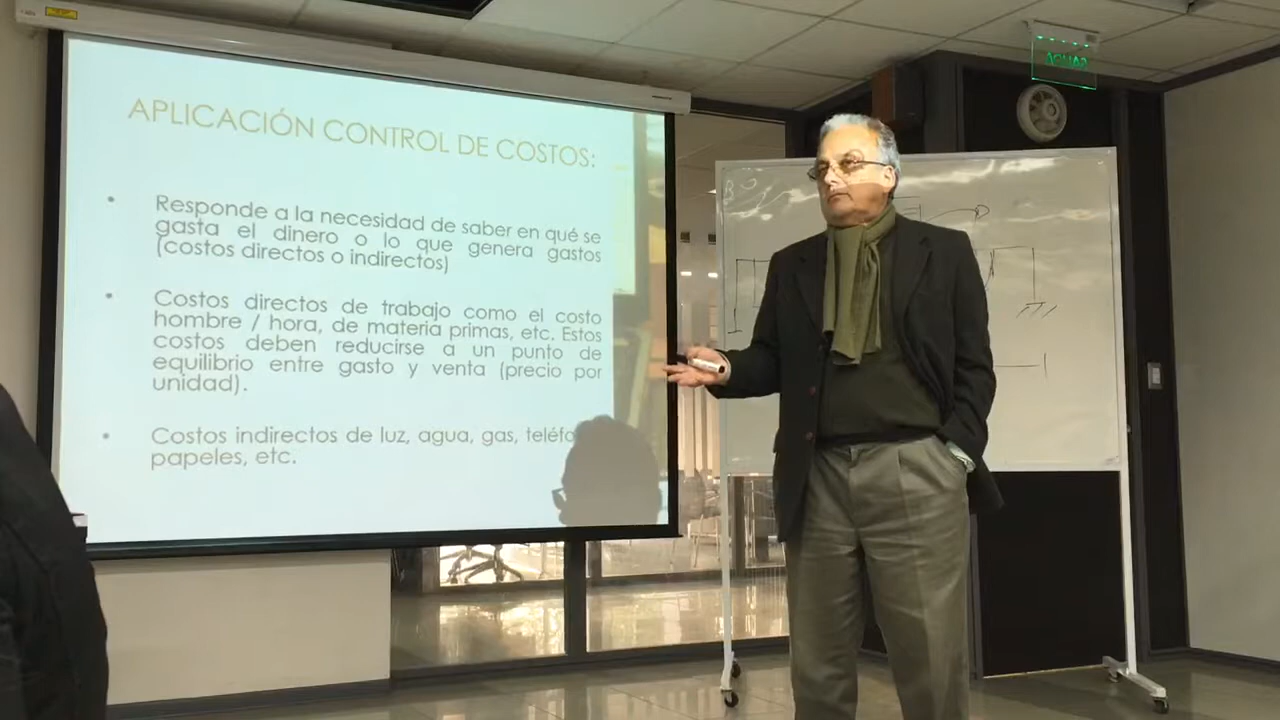 APLICACIÓN CONTROL DE COSTOS:
• Responde a la necesidad de saber en qué se
gasta el dinero o lo que genera gastos
(costos directos o indirectos)
• Costos directos de trabajo como el costo
hombre / hora, de materia primas, etc. Estos
costos deben reducirse a un punto de
equilibrio entre gasto y venta (precio por
unidad).
• Costos indirectos de luz, agua, gas,
papeles, etc.